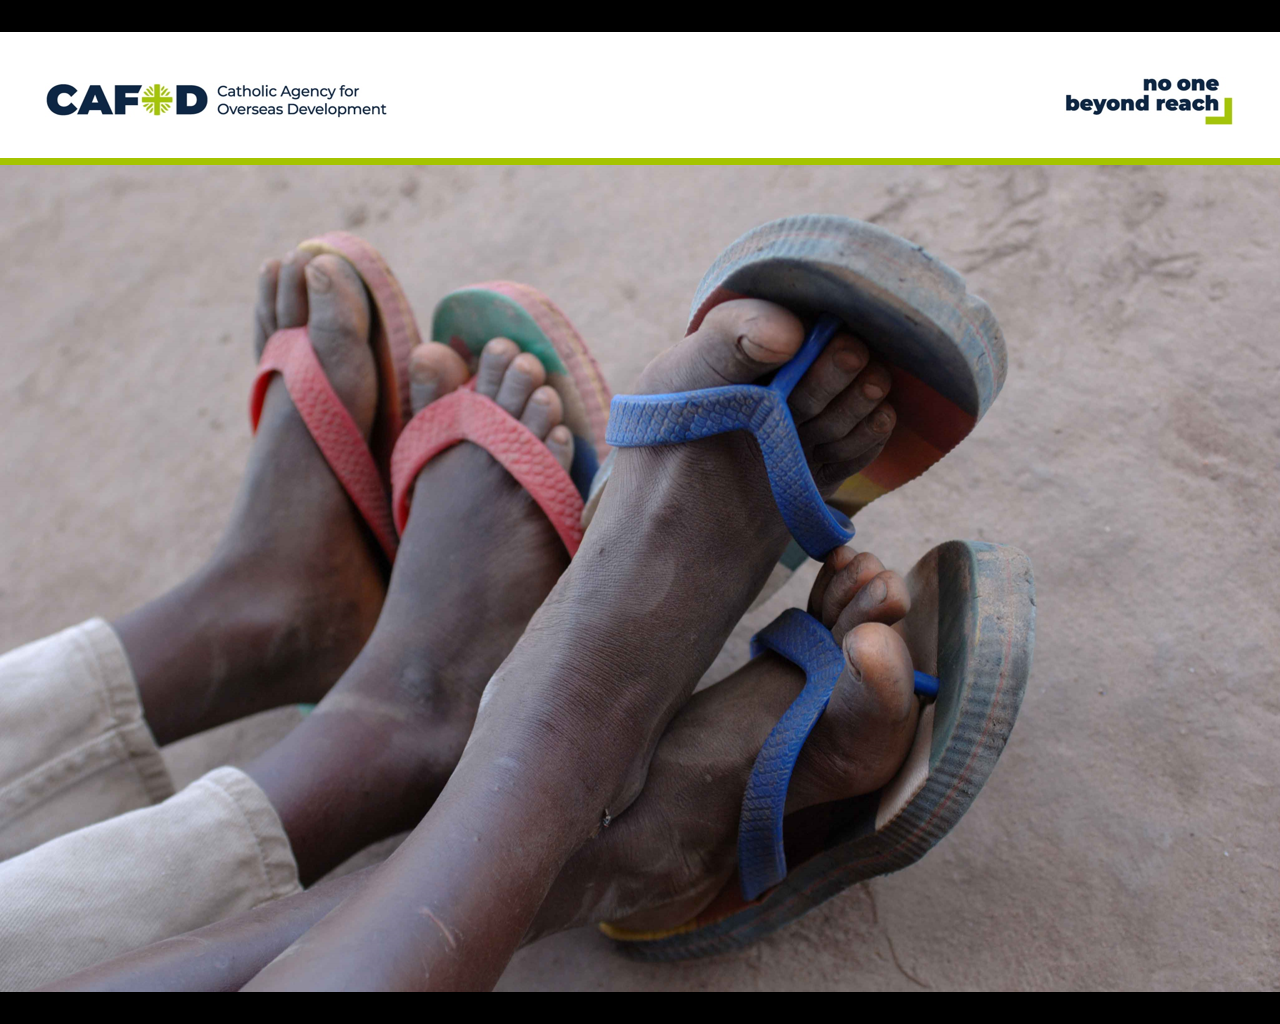 CAFOD
Catholic Agency for
Overseas Development
no one
beyond reach